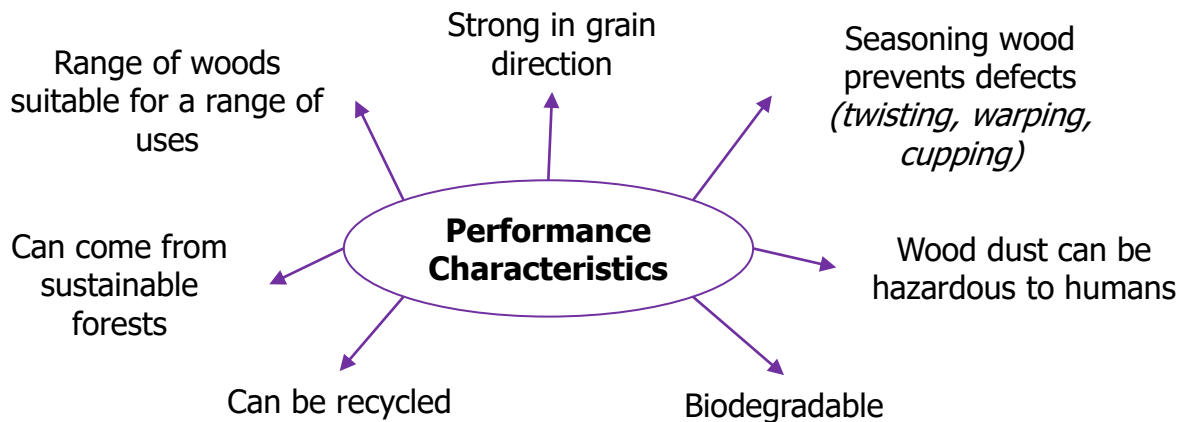 Strong in grain
direction
Seasoning wood
prevents defects
(twisting, warping,
cupping)
Range of woods
suitable for a range of
uses
Performance
Characteristics
Can come from
sustainable
forests
Wood dust can be
hazardous to humans
Can be recycled
Biodegradable